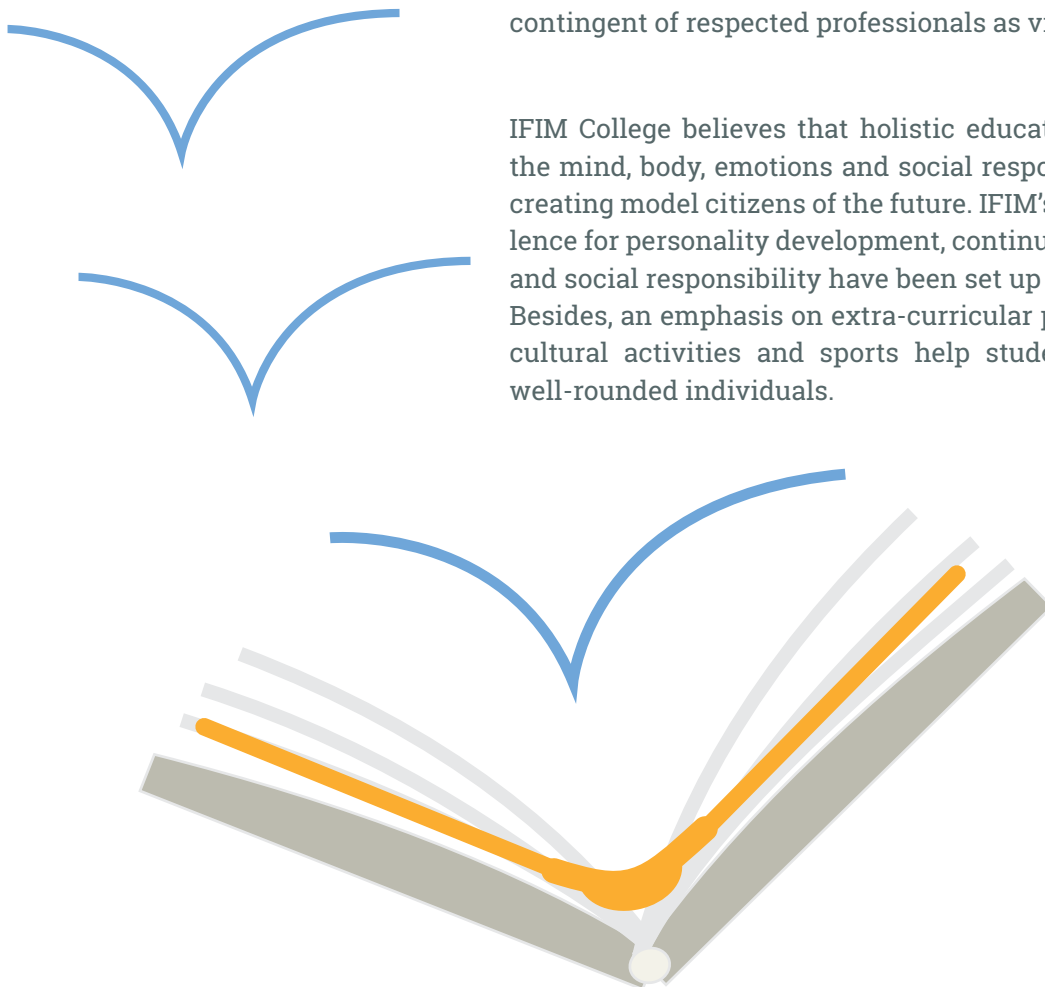 contingent of respected professionals as
IFIM College believes that holistic
the mind, body, emotions and social
creating model citizens of the future. IFIM's
lence for personality development,
and social responsibility have been set up
Besides, an emphasis on extra-curricular
cultural activities and sports help
well-rounded individuals.